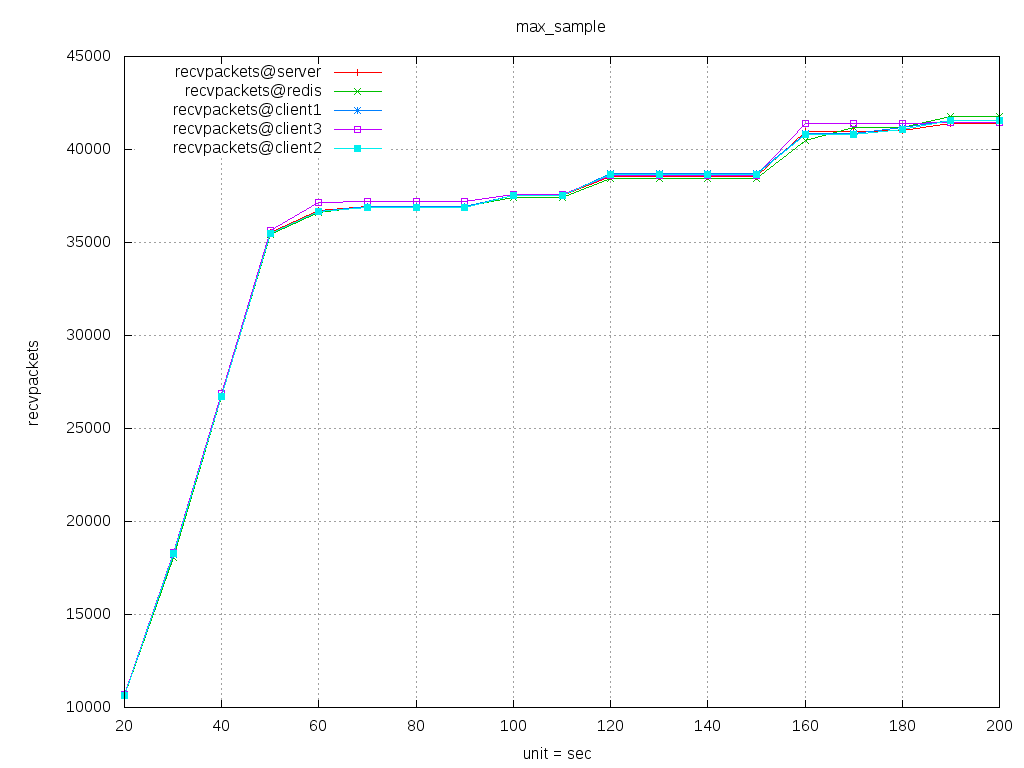 max_sample
45000
40000
35000
30000
25000
20000
15000
10000
recvpackets
recvpackets@server
recvpackets@redis
recvpackets@client1
recvpackets@client3
recvpackets@client2
20 40 60 80 100 120 140 160 180 200
unit = sec